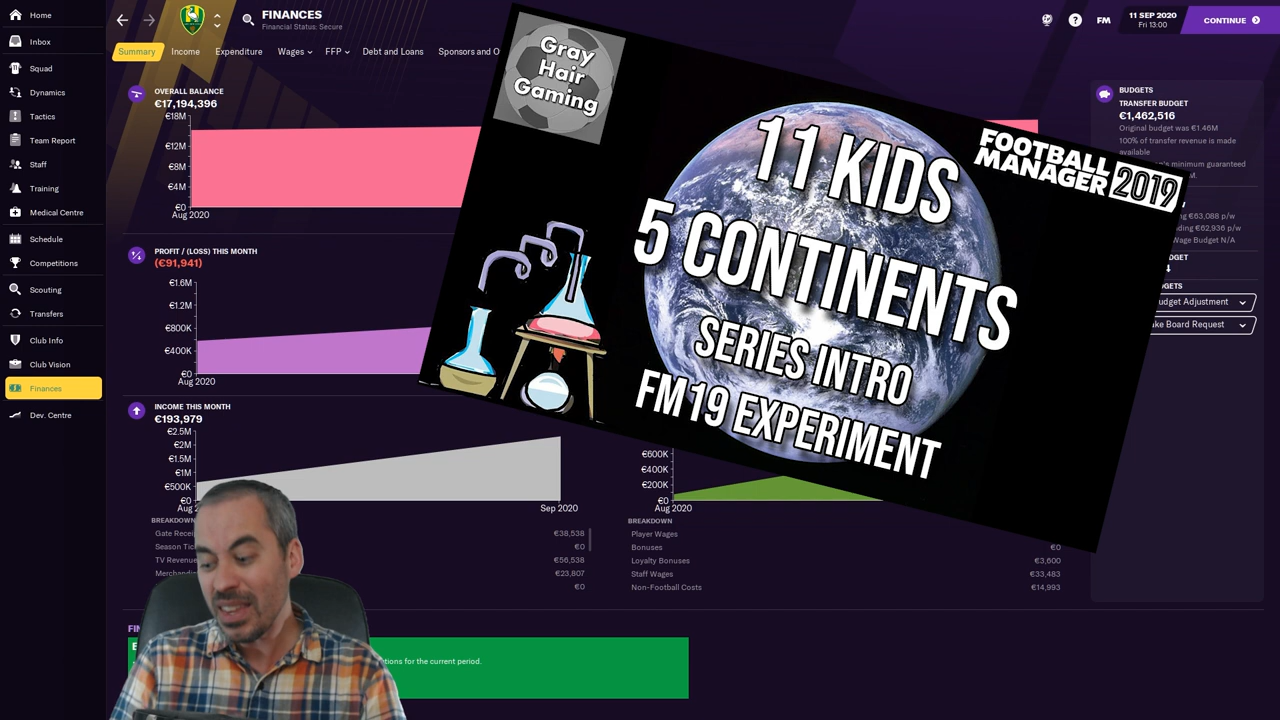 Home
Inbox
Squad
Dynamics
Tactics
Team Report
Staff
Training
Medical Centre
Schedule
Competitions
Scouting
Transfers
Club Info
Club Vision
Finances
Dev. Centre
FINANCES
Financial Status: Secure
FM
11 SEP 2020
Fri 13:00
CONTINUE
Summary
Income
Expenditure
Wages
FFP
Debt and Loans
Sponsors and O
OVERALL BALANCE
€17,194,396
€18M
€12M
€8M
€4M
€0
Aug 2020
PROFIT / (LOSS) THIS MONTH
(€91,941)
€1.6M
€1.2M
€800K
€400K
€0
Aug 2020
INCOME THIS MONTH
€193,979
€2.5M
€2M
€1.5M
€1M
€500K
€0
Sep 2020
BREAKDOWN
Gate Recei
€38,538
Season Tic
€0
TV Revenue
€56,538
Merchandis
€23,807
€0
Gray
Hair
Gaming
11 KIDS
5 CONTINENTS
SERIES INTRO
FM19 EXPERIMENT
FOOTBALL
MANAGER 2019
€600K
€400K
€200K
€0
Aug 2020
BREAKDOWN
Player Wages
Bonuses
€0
Loyalty Bonuses
€3,600
Staff Wages
€33,483
Non-Football Costs
€14,993
BUDGETS
TRANSFER BUDGET
€1,462,516
Original budget was €1.46M
100% of transfer revenue is made
available
minimum guaranteed
ng €63,088 p/w
ding €62,936 p/w
Wage Budget N/A
DGET
GETS
udget Adjustment
ake Board Request
FIN
tions for the current period.